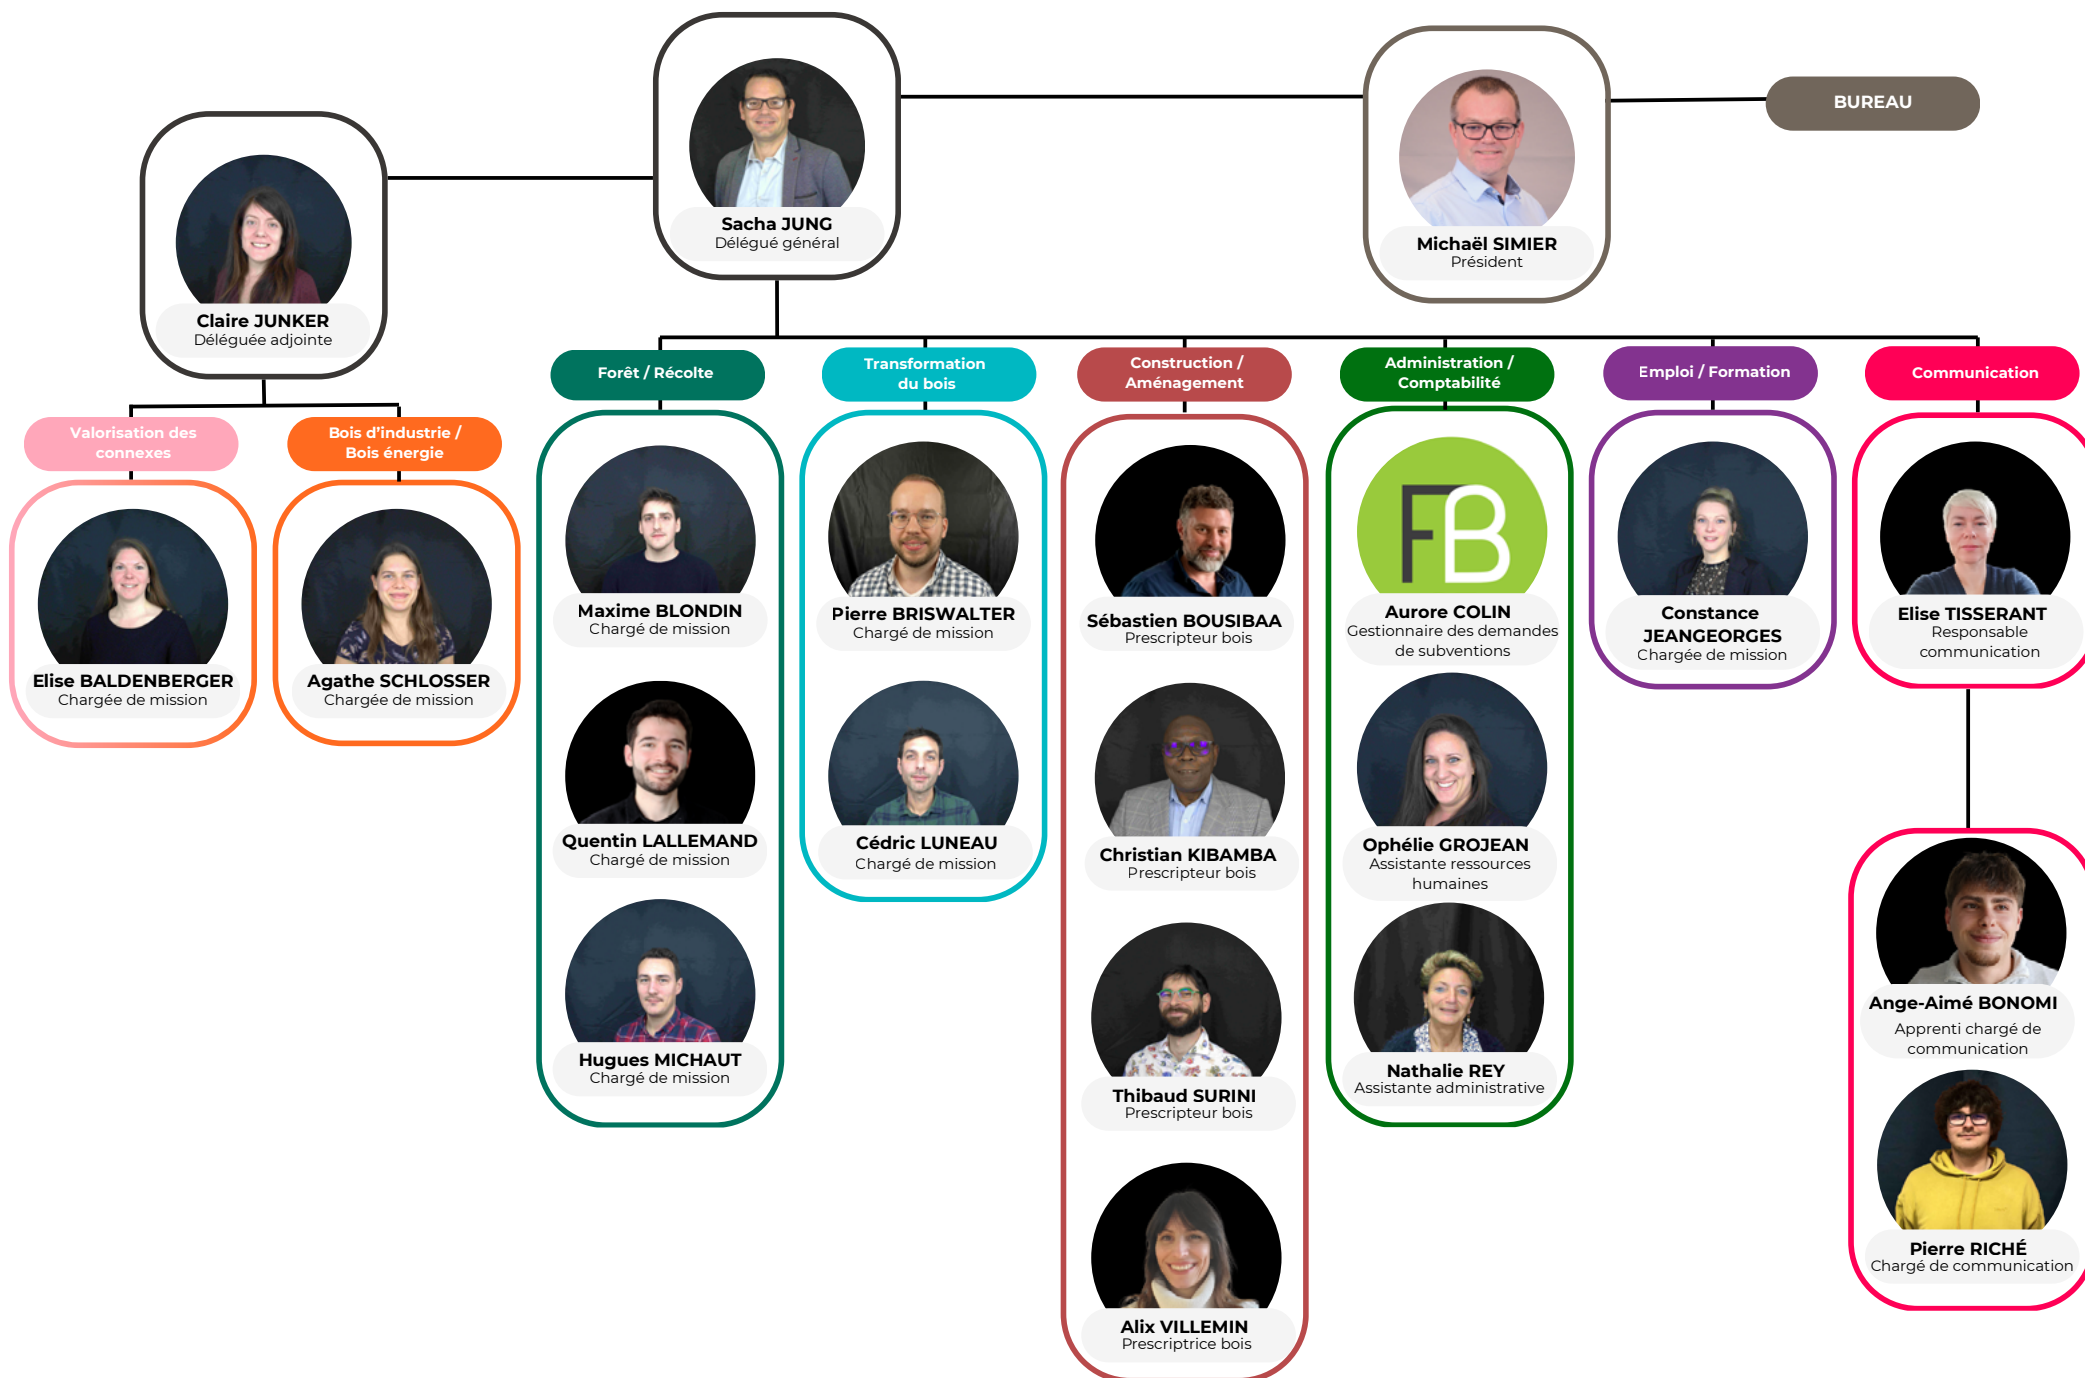 BUREAU
Sacha JUNG
Délégué général
Michaël SIMIER
Président
Claire JUNKER
Déléguée adjointe
Valorisation des
connexes
Bois d'industrie /
Bois énergie
Forêt / Récolte
Transformation
du bois
Construction /
Aménagement
Administration /
Comptabilité
Emploi / Formation
Communication
Elise BALDENBERGER
Chargée de mission
Agathe SCHLOSSER
Chargée de mission
Maxime BLONDIN
Chargé de mission
Quentin LALLEMAND
Chargé de mission
Hugues MICHAUT
Chargé de mission
Pierre BRISWALTER
Chargé de mission
Cédric LUNEAU
Chargé de mission
Sébastien BOUSIBAA
Prescripteur bois
Christian KIBAMBA
Prescripteur bois
Thibaud SURINI
Prescripteur bois
Alix VILLEMIN
Prescriptrice bois
FB
Aurore COLIN
Gestionnaire des demandes
de subventions
Ophélie GROJEAN
Assistante ressources
humaines
Nathalie REY
Assistante administrative
Constance
JEANGEORGES
Chargée de mission
Elise TISSERANT
Responsable
communication
Ange-Aimé BONOMI
Apprenti chargé de
communication
Pierre RICHÉ
Chargé de communication